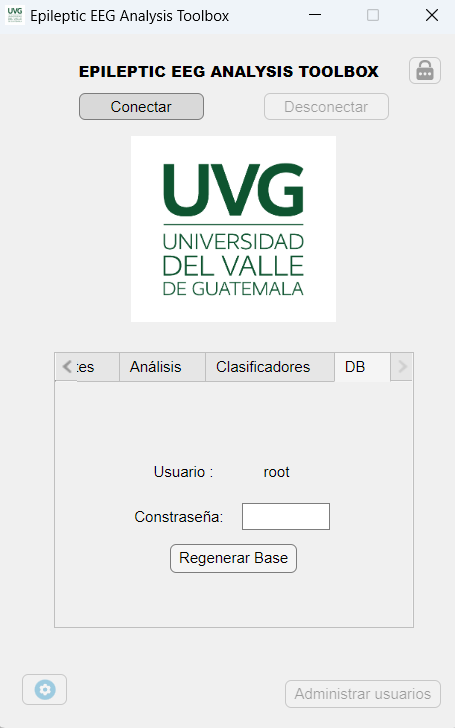 UVG Epileptic EEG Analysis Toolbox
EPILEPTIC EEG ANALYSIS TOOLBOX
Conectar Desconectar
UVG
UNIVERSIDAD
DEL VALLE
DE GUATEMALA
tes Análisis Clasificadores DB
Usuario : root
Constraseña:
Regenerar Base
Administrar usuarios